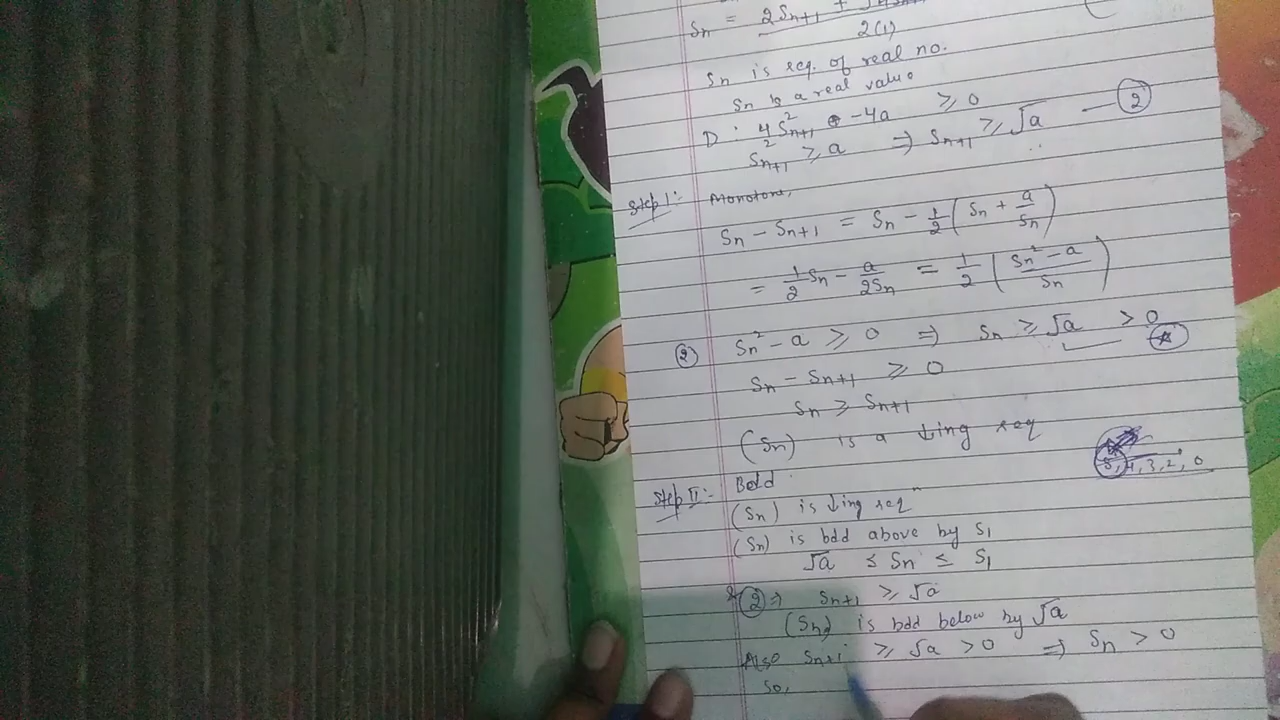 Sn = 2Sn+1 +
2(1)
Sn is seq. of real no.
Sn is a real value
D: 4S²n+1 - 4a ≥ 0
S²n+1 ≥ a ⇒ Sn+1 ≥ √a — ②
Step I:- Monotone,
Sn - Sn+1 = Sn - 1/2 (Sn + a/Sn)
= 1/2 Sn - a/2Sn = 1/2 (Sn² - a / Sn)
② Sn² - a ≥ 0 ⇒ Sn ≥ √a > 0
Sn - Sn+1 ≥ 0
Sn ≥ Sn+1
(Sn) is a ↓ing seq
5, 4, 3, 2, 0
Step II:- Bdd
(Sn) is ↓ing seqⁿ
(Sn) is bdd above by S1
√a ≤ Sn ≤ S1
② ⇒ Sn+1 ≥ √a
(Sn) is bdd below by √a
Also Sn+1 ≥ √a > 0 ⇒ Sn > 0
So,